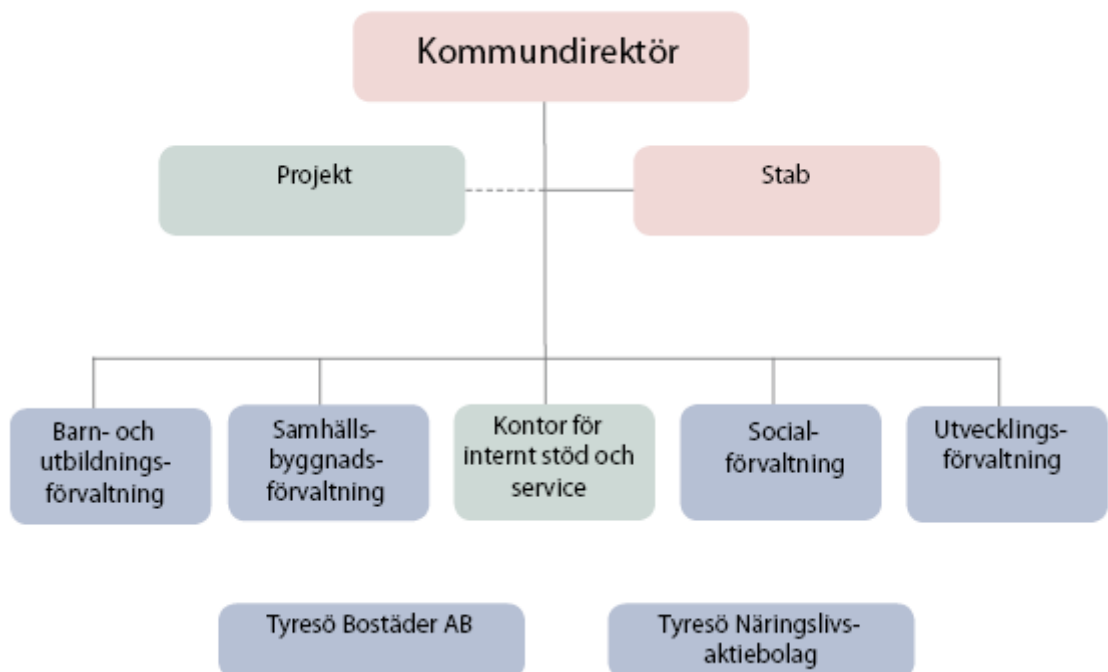 Kommundirektör
Projekt
Stab
Barn- och
utbildnings-
förvaltning
Samhälls-
byggnads-
förvaltning
Kontor för
internt stöd och
service
Social-
förvaltning
Utvecklings-
förvaltning
Tyresö Bostäder AB
Tyresö Näringslivs-
aktiebolag